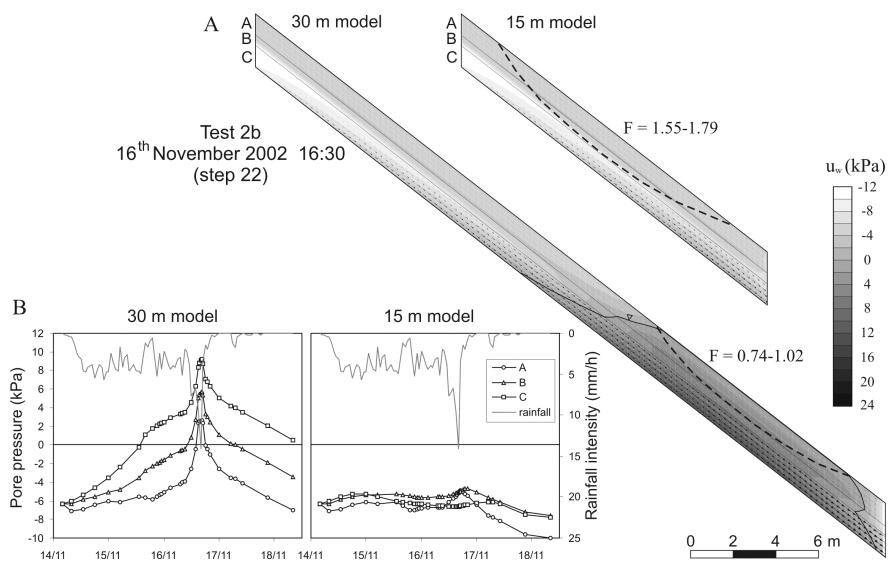 A
30 m model
15 m model
A
B
C
A
B
C
Test 2b
16th November 2002 16:30
(step 22)
F = 1.55-1.79
F = 0.74-1.02
uw (kPa)
-12
-8
-4
0
4
8
12
16
20
24
0 2 4 6 m
B
30 m model
15 m model
Pore pressure (kPa)
12
10
8
6
4
2
0
-2
-4
-6
-8
-10
14/11 15/11 16/11 17/11 18/11
14/11 15/11 16/11 17/11 18/11
A
B
C
rainfall
0
5
10
15
20
25
Rainfall intensity (mm/h)